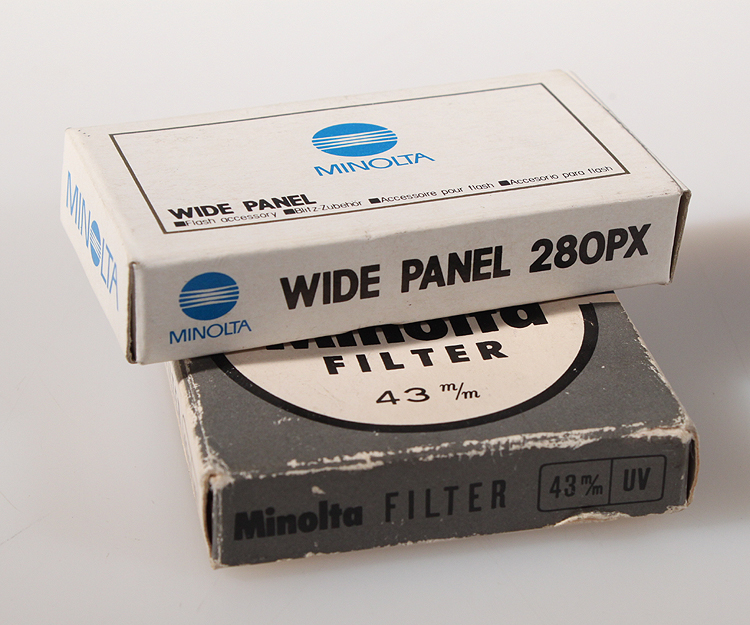 MINOLTA
WIDE PANEL
■Flash accessory ■Blitz-Zubehör ■Accessoire pour flash ■Accesorio para flash
MINOLTA
MINOLTA
WIDE PANEL 280PX
Minolta
FILTER
43 m/m
Minolta FILTER 43 m/m UV